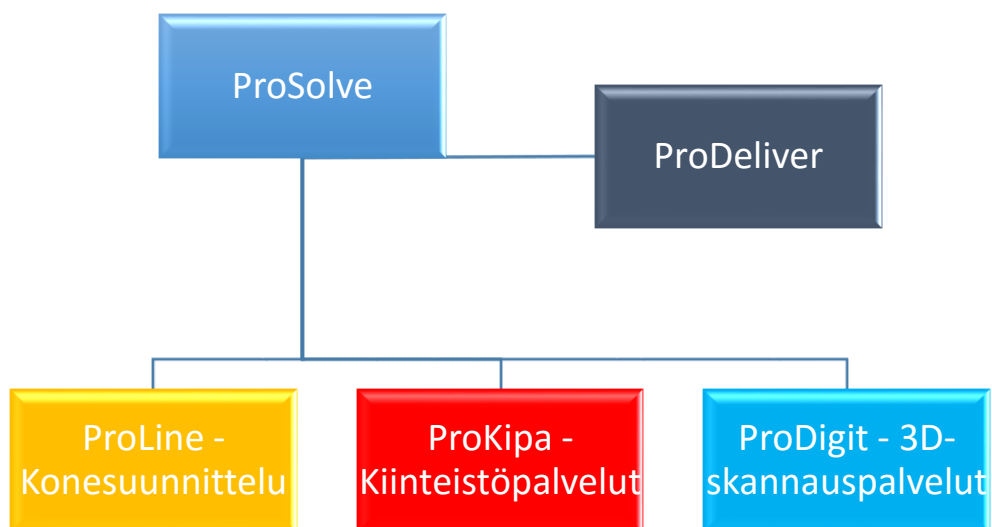 ProSolve
ProDeliver
ProLine -
Konesuunnittelu
ProKipa -
Kiinteistöpalvelut
ProDigit - 3D-
skannauspalvelut